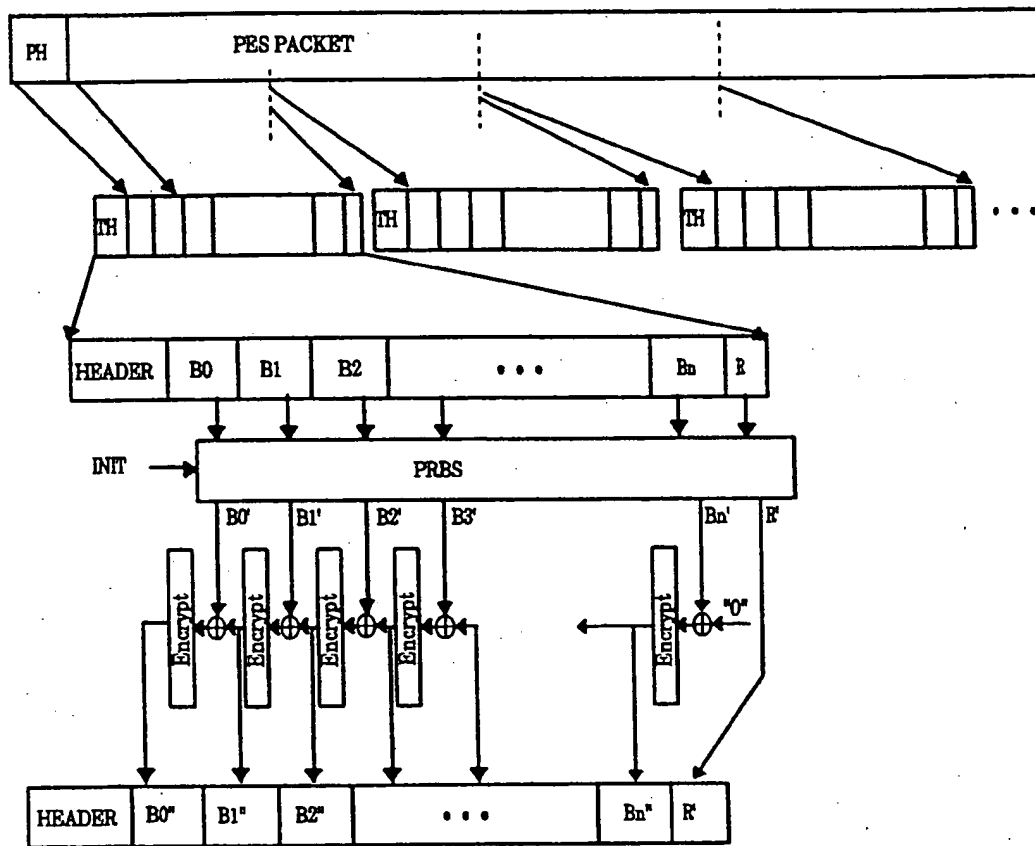 PH PES PACKET
TH TH TH • • •
HEADER B0 B1 B2 • • • Bn R
INIT PRBS
B0' B1' B2' B3' Bn' R'
Encrypt Encrypt Encrypt Encrypt Encrypt "0"
HEADER B0" B1" B2" • • • Bn" R'